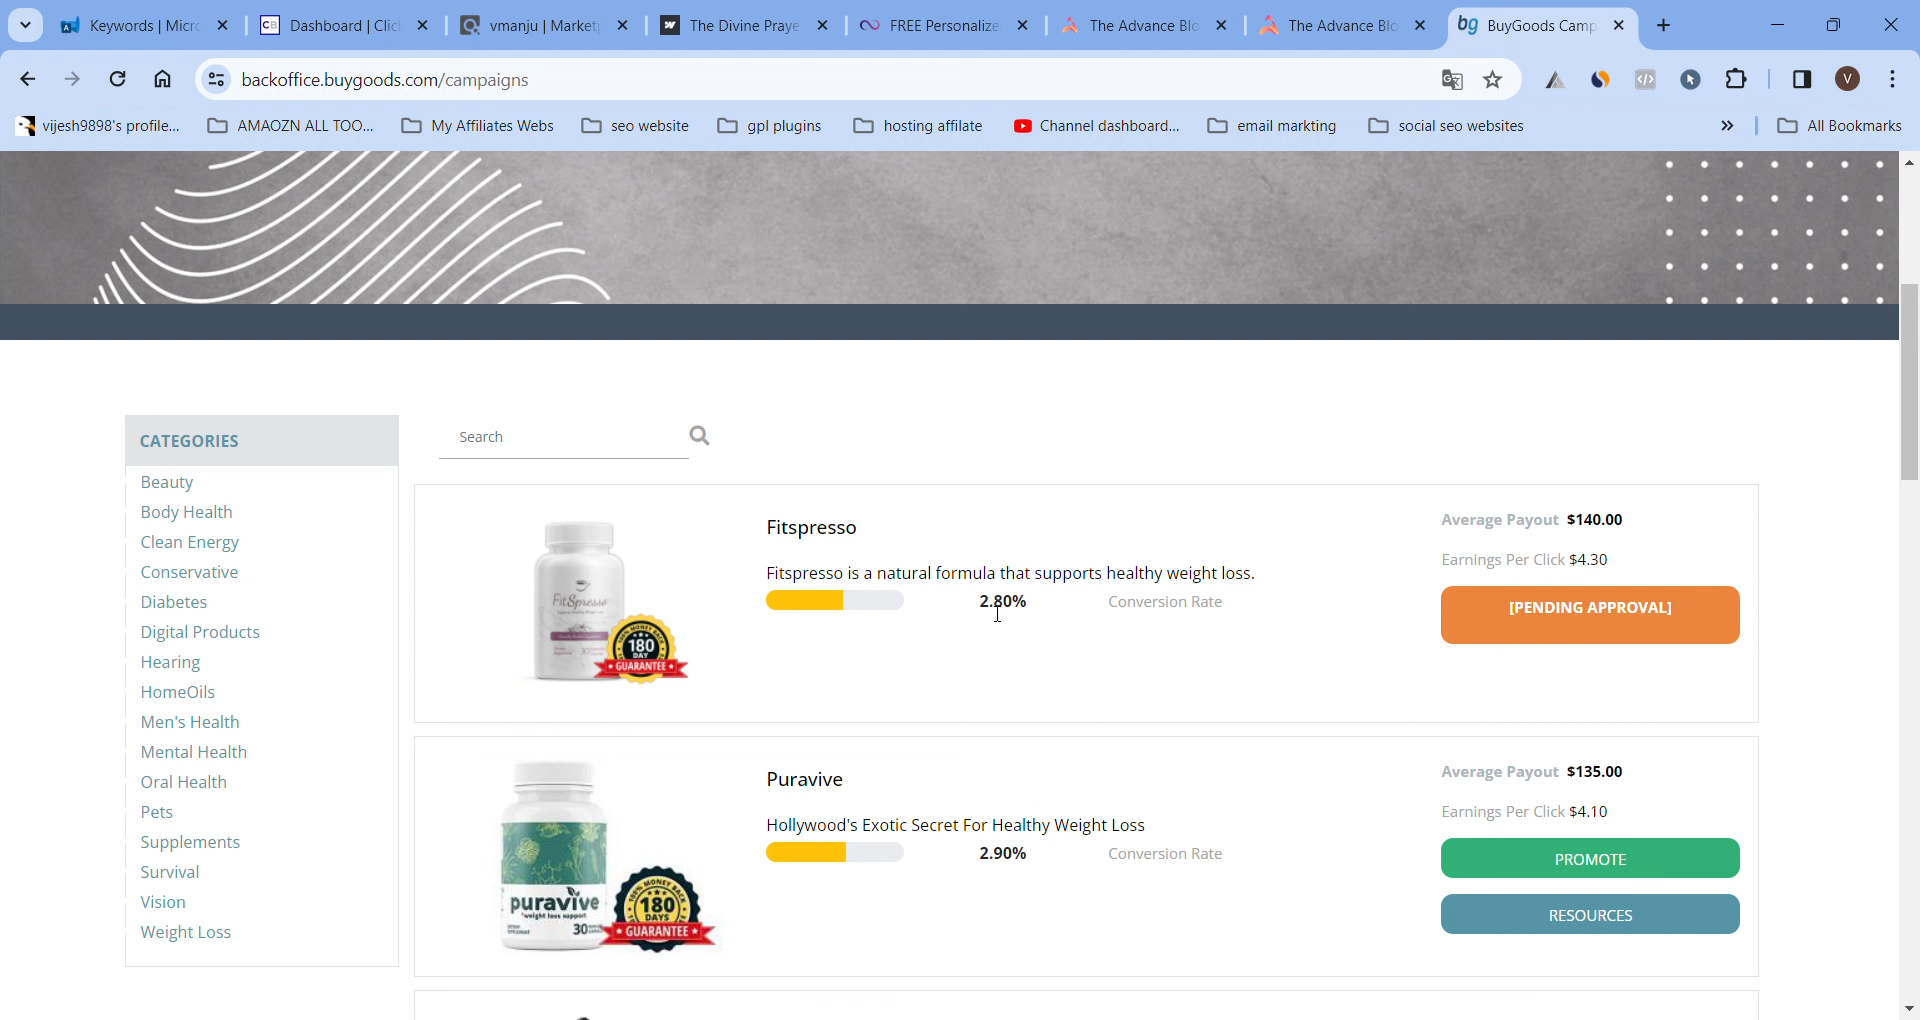 Keywords | Micro
Dashboard | Clic
vmanju | Market
The Divine Praye
FREE Personalize
The Advance Blo
The Advance Blo
BuyGoods Camp
backoffice.buygoods.com/campaigns
vijesh9898's profile...
AMAOZN ALL TOO...
My Affiliates Webs
seo website
gpl plugins
hosting affilate
Channel dashboard...
email markting
social seo websites
All Bookmarks
CATEGORIES
Beauty
Body Health
Clean Energy
Conservative
Diabetes
Digital Products
Hearing
HomeOils
Men's Health
Mental Health
Oral Health
Pets
Supplements
Survival
Vision
Weight Loss
Search
FitSpresso
180
DAY
GUARANTEE
Fitspresso
Fitspresso is a natural formula that supports healthy weight loss.
2.80% Conversion Rate
Average Payout $140.00
Earnings Per Click $4.30
[PENDING APPROVAL]
puravive
weight loss support
30
MONEY BACK
180
DAYS
GUARANTEE
Puravive
Hollywood's Exotic Secret For Healthy Weight Loss
2.90% Conversion Rate
Average Payout $135.00
Earnings Per Click $4.10
PROMOTE
RESOURCES